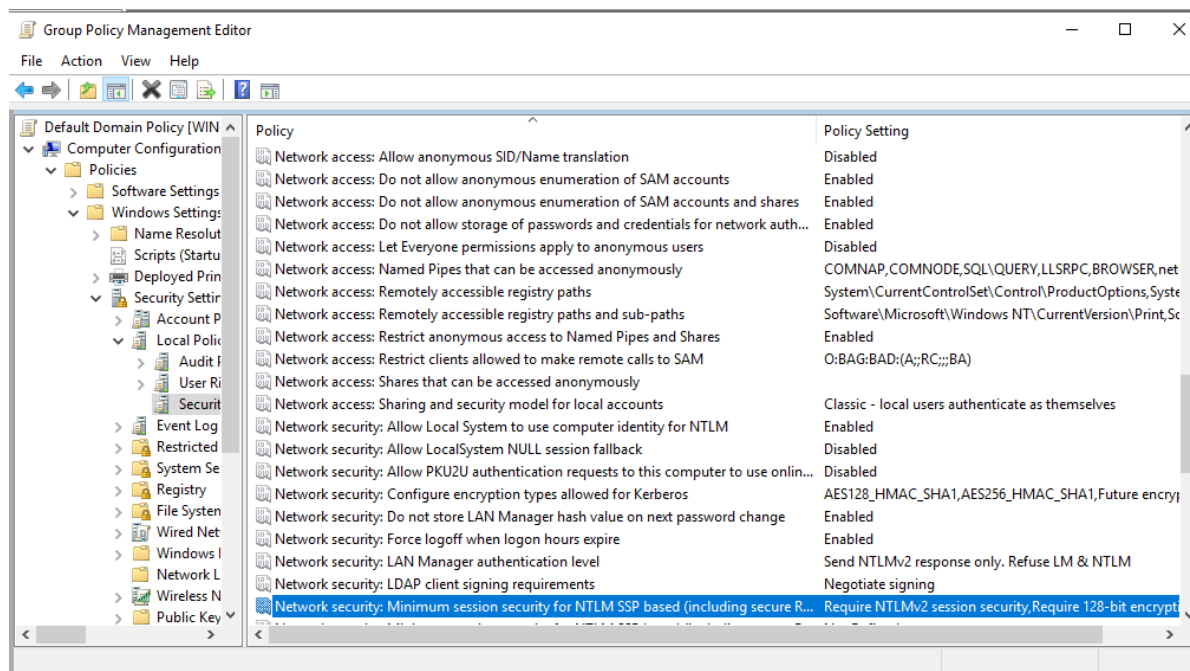 Group Policy Management Editor
File Action View Help
Default Domain Policy [WIN
Computer Configuration
Policies
Software Settings
Windows Settings
Name Resolut
Scripts (Startu
Deployed Prin
Security Settin
Account P
Local Polic
Audit P
User Ri
Securit
Event Log
Restricted
System Se
Registry
File System
Wired Net
Windows
Network L
Wireless N
Public Key
Policy Policy Setting
Network access: Allow anonymous SID/Name translation Disabled
Network access: Do not allow anonymous enumeration of SAM accounts Enabled
Network access: Do not allow anonymous enumeration of SAM accounts and shares Enabled
Network access: Do not allow storage of passwords and credentials for network auth... Enabled
Network access: Let Everyone permissions apply to anonymous users Disabled
Network access: Named Pipes that can be accessed anonymously COMNAP,COMNODE,SQL\QUERY,LLSRPC,BROWSER,net
Network access: Remotely accessible registry paths System\CurrentControlSet\Control\ProductOptions,Syste
Network access: Remotely accessible registry paths and sub-paths Software\Microsoft\Windows NT\CurrentVersion\Print,So
Network access: Restrict anonymous access to Named Pipes and Shares Enabled
Network access: Restrict clients allowed to make remote calls to SAM O:BAG:BAD:(A;;RC;;;BA)
Network access: Shares that can be accessed anonymously
Network access: Sharing and security model for local accounts Classic - local users authenticate as themselves
Network security: Allow Local System to use computer identity for NTLM Enabled
Network security: Allow LocalSystem NULL session fallback Disabled
Network security: Allow PKU2U authentication requests to this computer to use onlin... Disabled
Network security: Configure encryption types allowed for Kerberos AES128_HMAC_SHA1,AES256_HMAC_SHA1,Future encryp
Network security: Do not store LAN Manager hash value on next password change Enabled
Network security: Force logoff when logon hours expire Enabled
Network security: LAN Manager authentication level Send NTLMv2 response only. Refuse LM & NTLM
Network security: LDAP client signing requirements Negotiate signing
Network security: Minimum session security for NTLM SSP based (including secure R... Require NTLMv2 session security,Require 128-bit encrypti